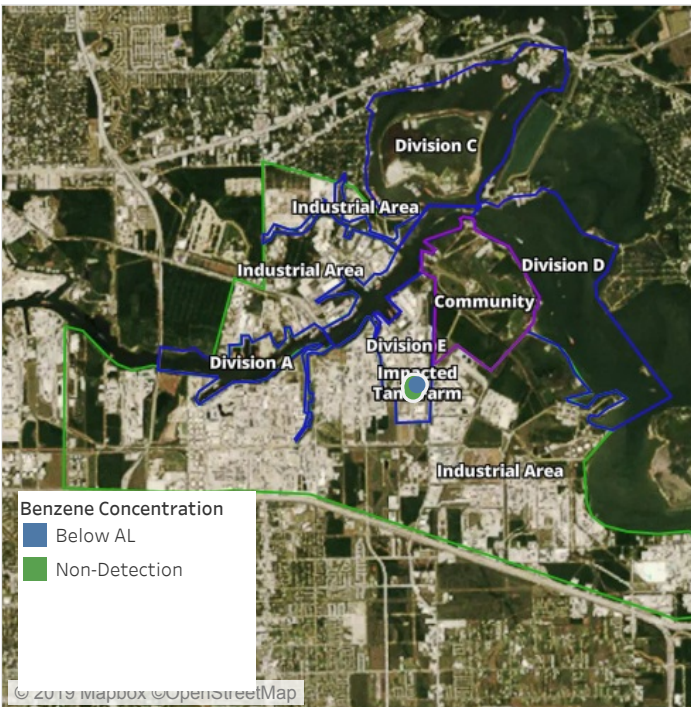 Division C
Industrial Area
Division D
Industrial Area
Community
Division E
Division A
Impacted
Tank Farm
Industrial Area
Benzene Concentration
Below AL
Non-Detection
© 2019 Mapbox ©OpenStreetMap